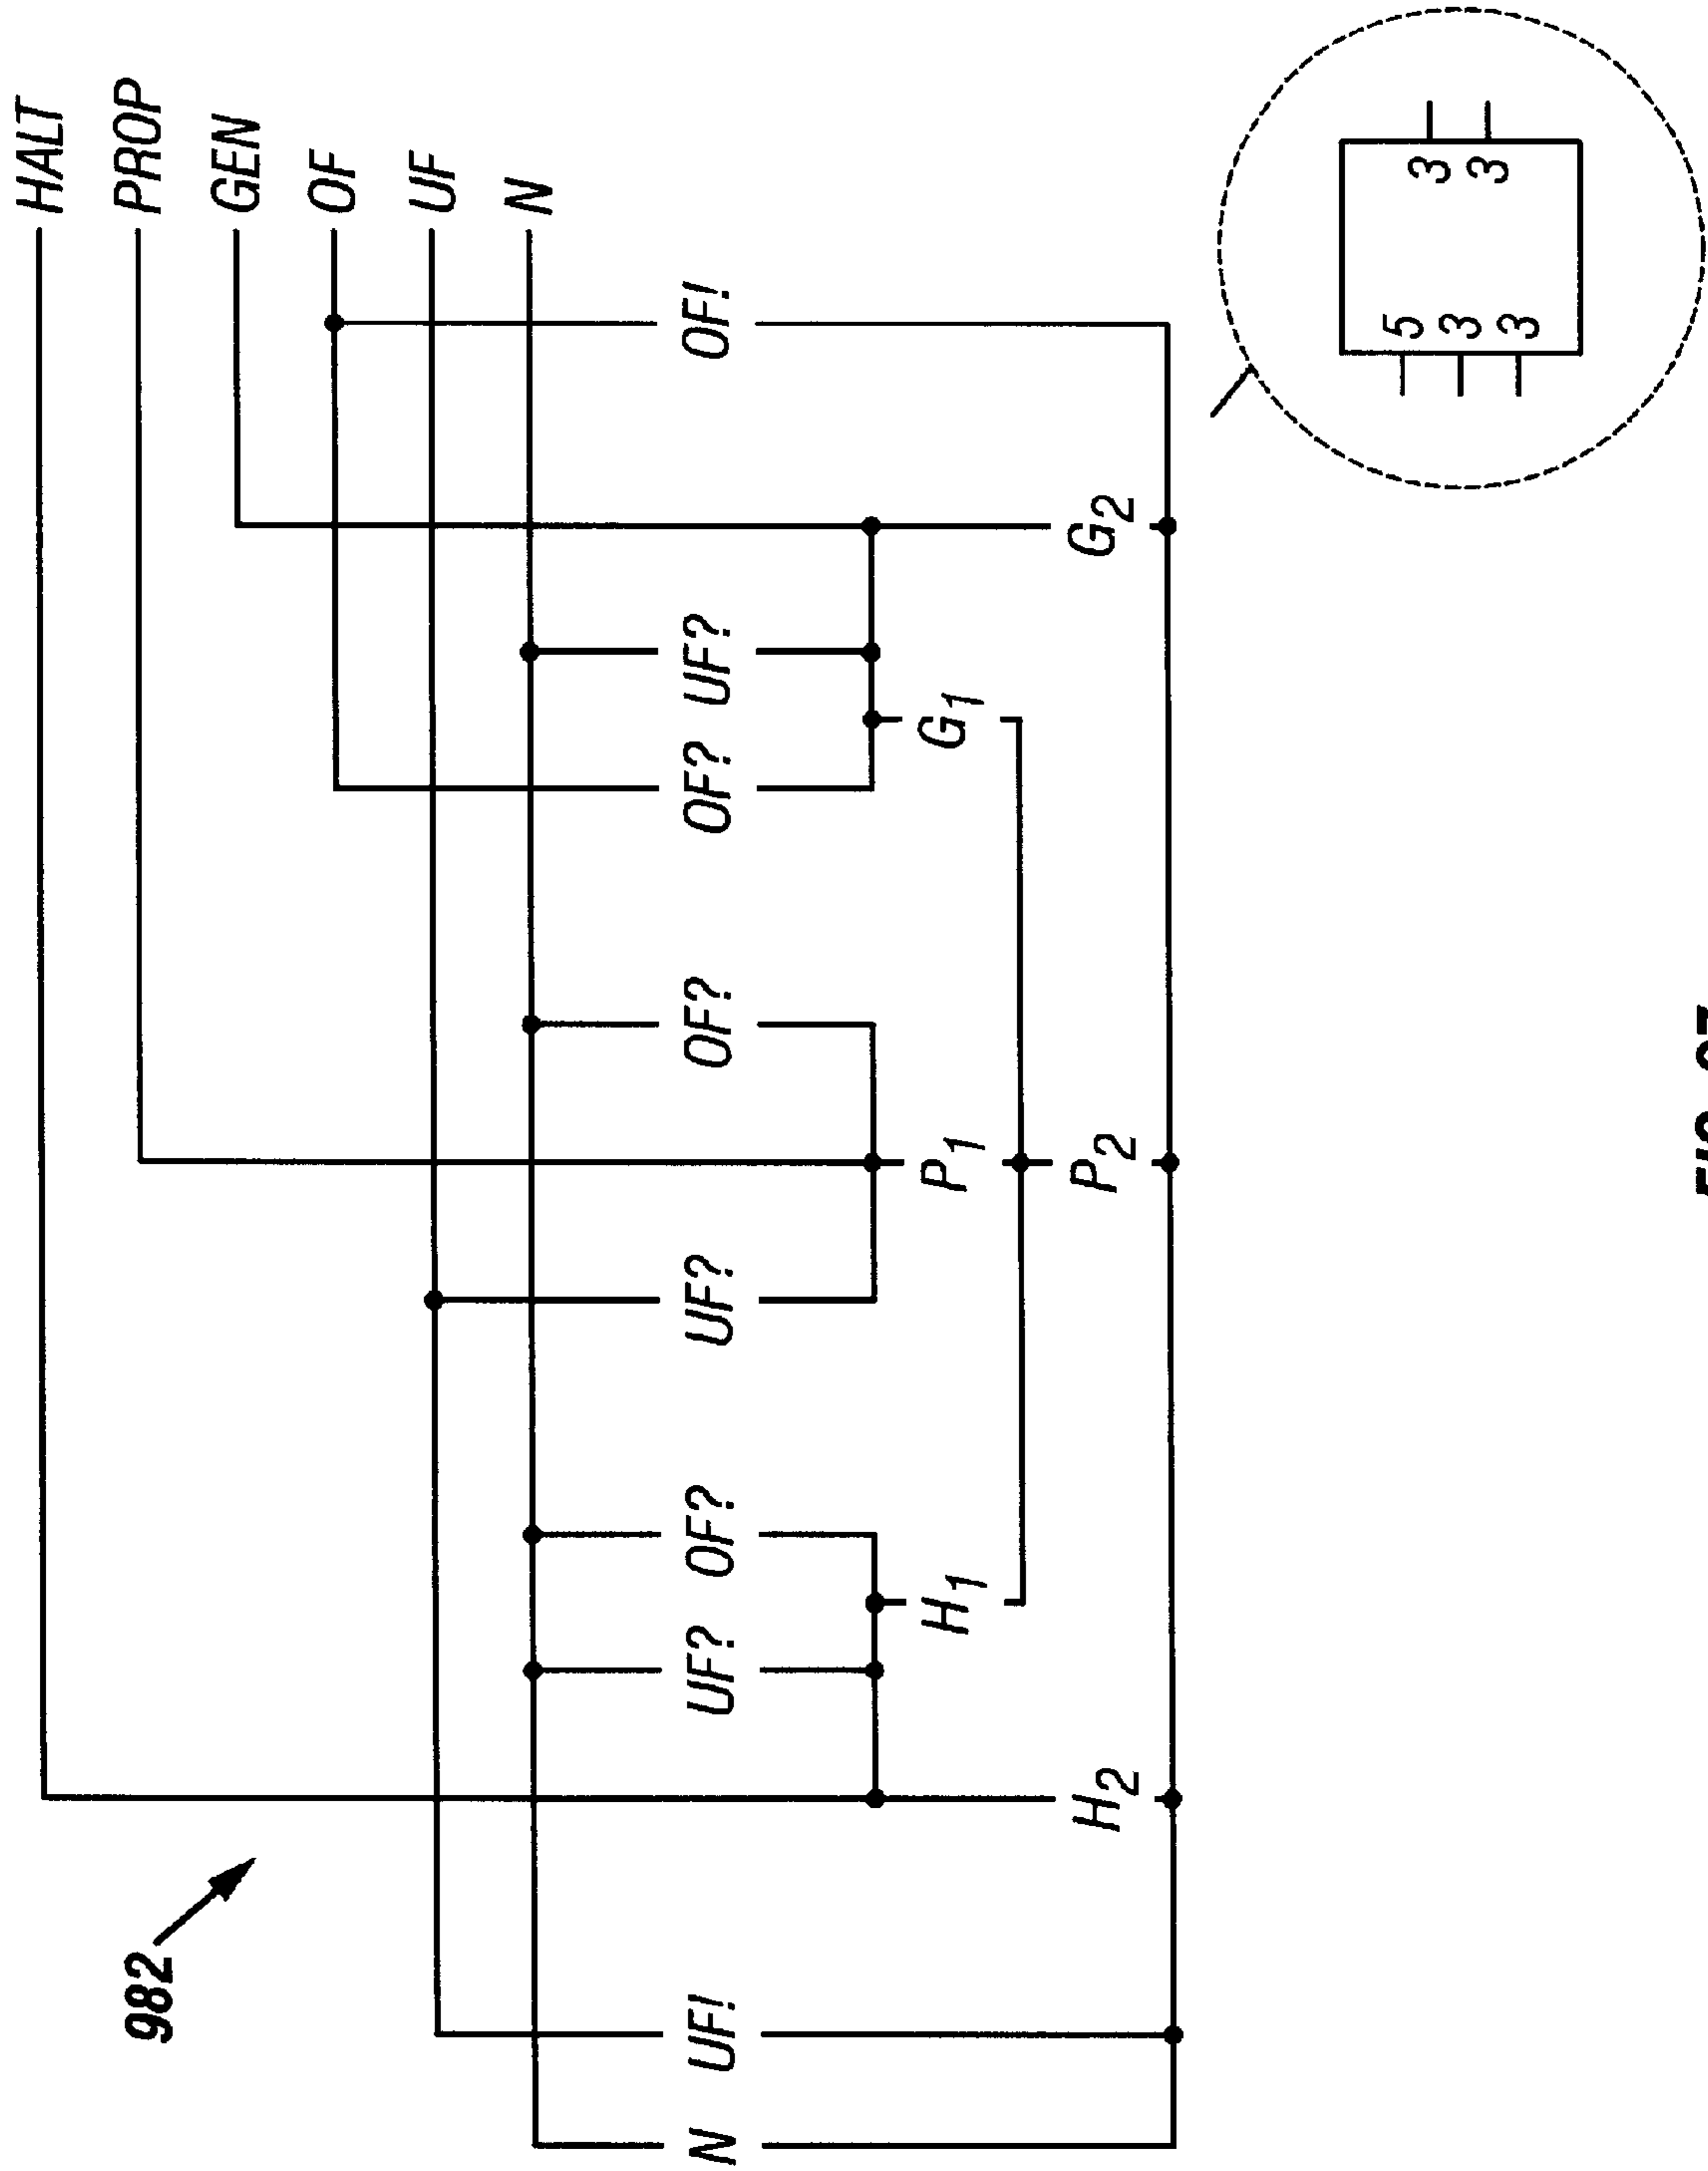 HALT
982 PROP
GEN
OF
UF
N
N UF! UF? OF? UF? OF? OF? UF? OF!
H1 P1 G1
H2 P2 G2
5 3
3 3
3